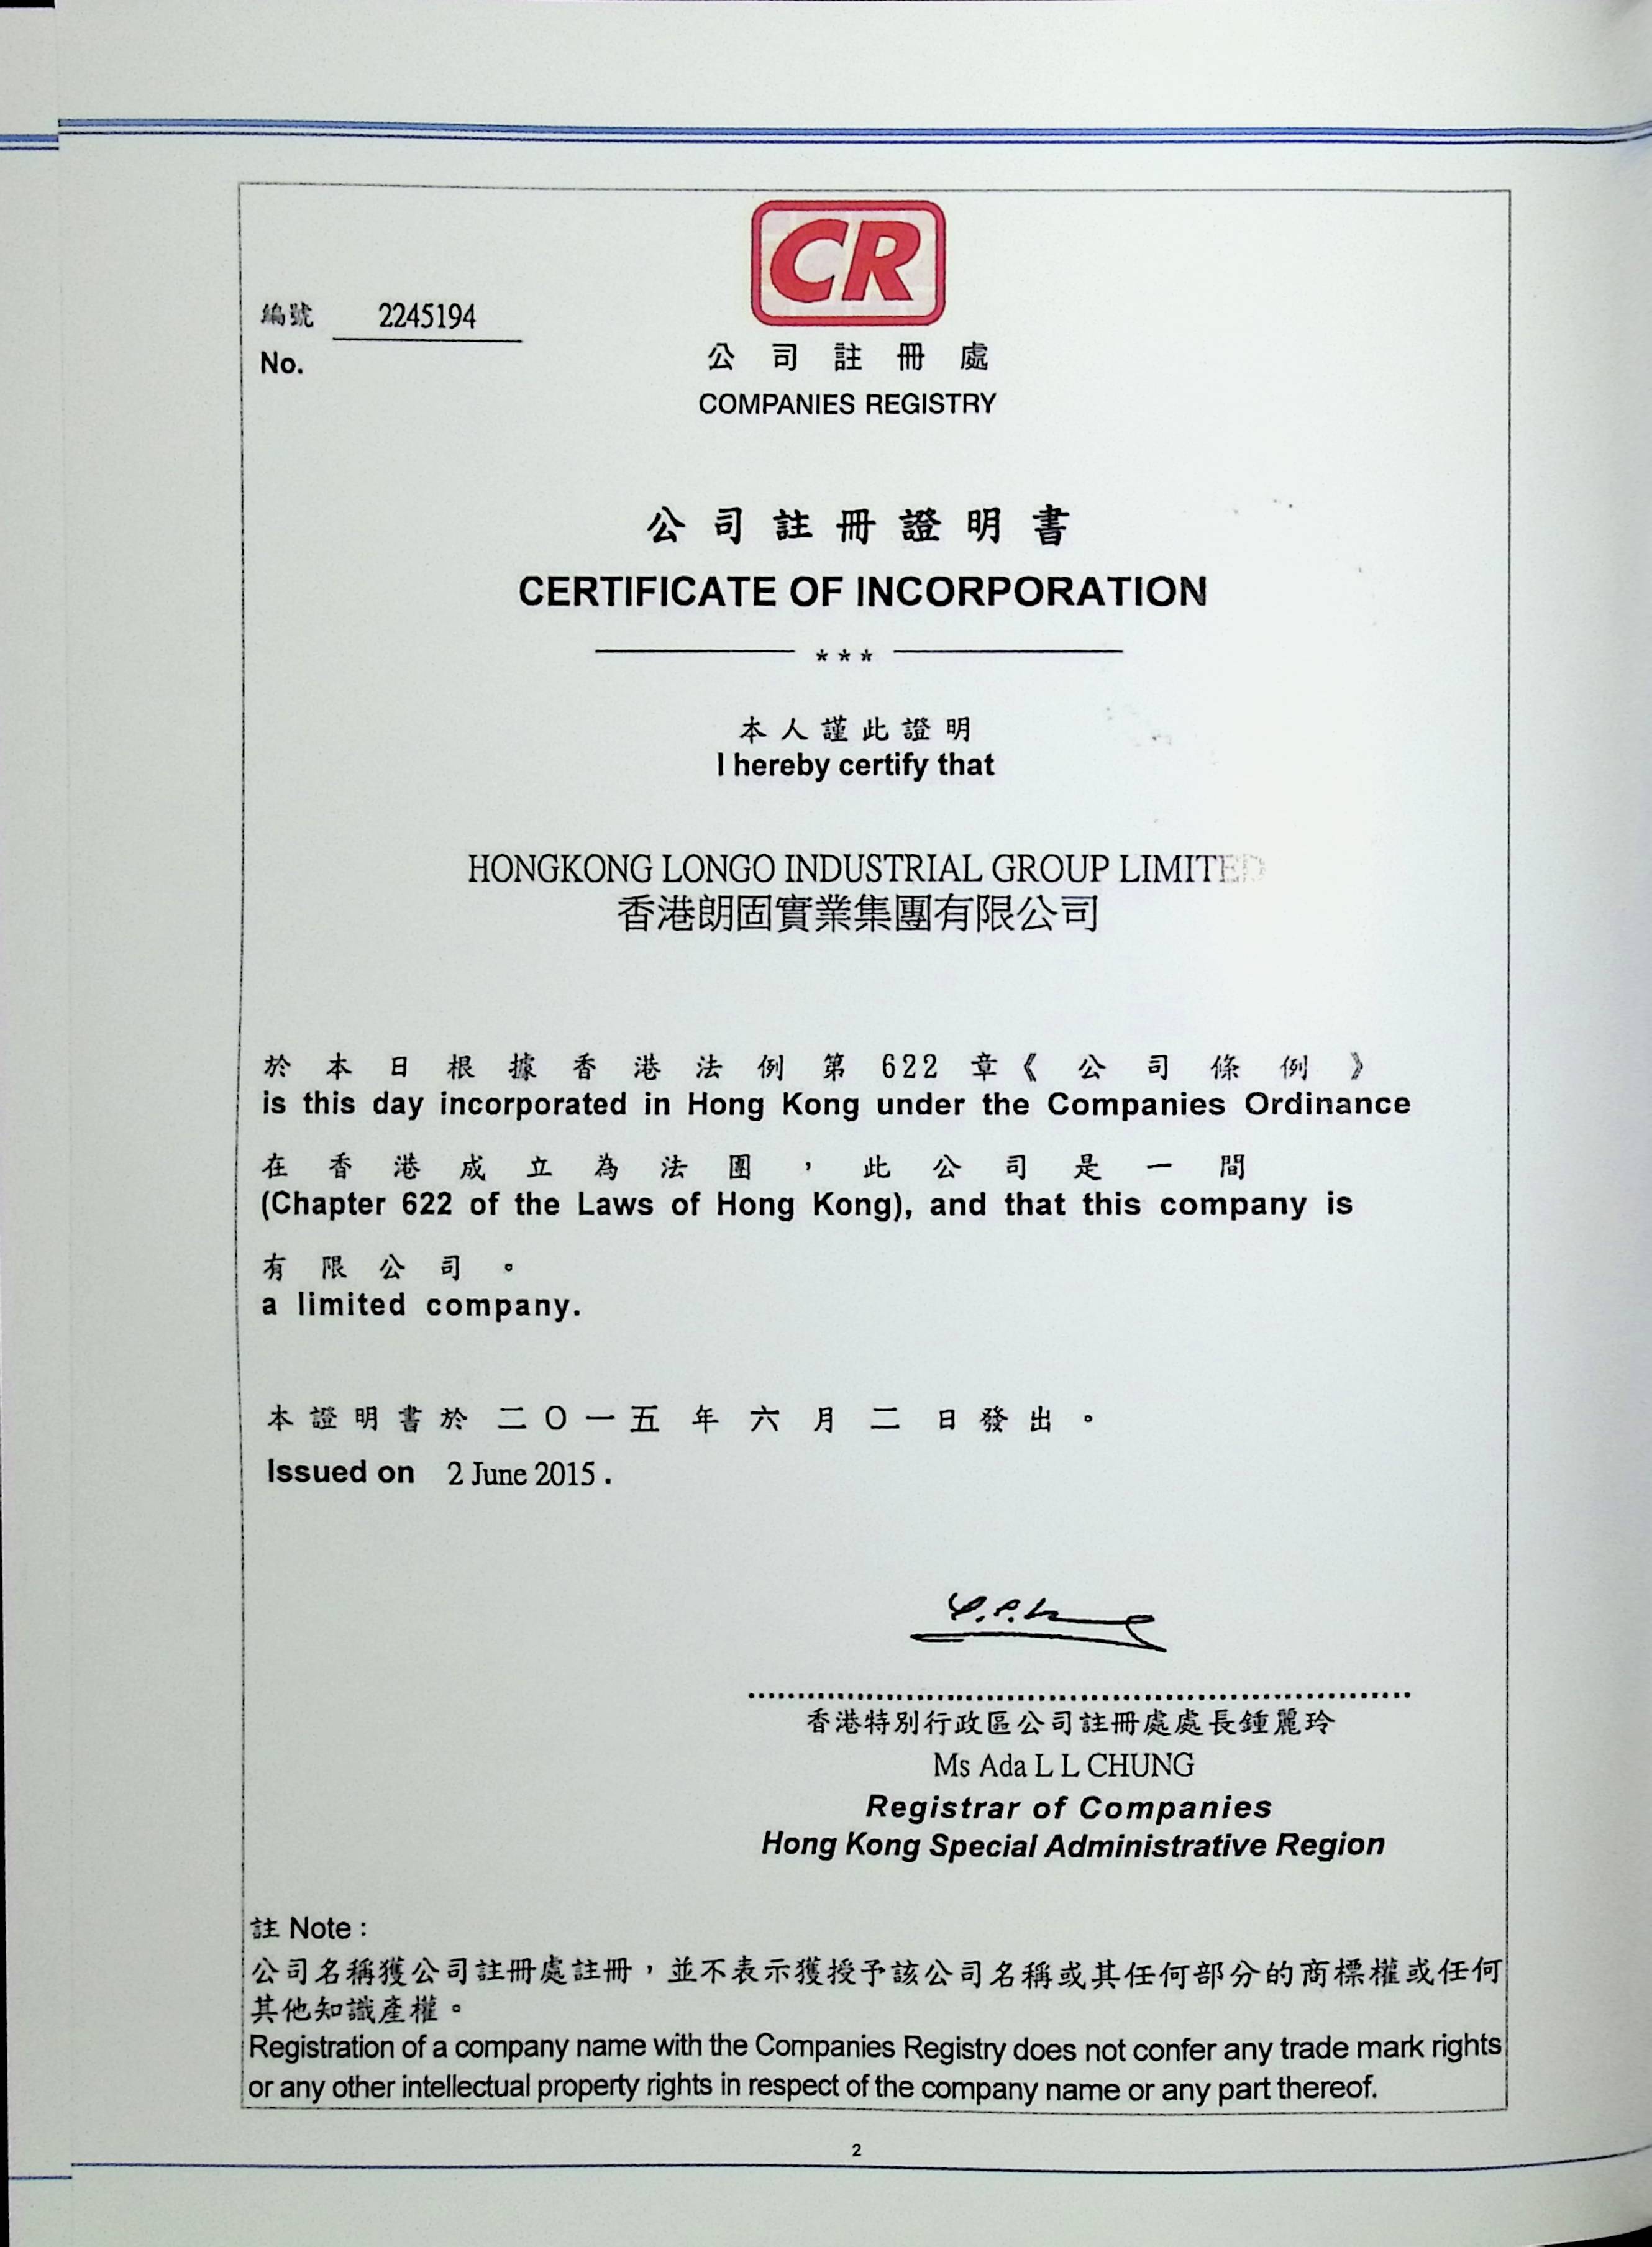 CR
編號 2245194
No.
公司註冊處
COMPANIES REGISTRY
公司註冊證明書
CERTIFICATE OF INCORPORATION
***
本人謹此證明
I hereby certify that
HONGKONG LONGO INDUSTRIAL GROUP LIMITED
香港朗固實業集團有限公司
於本日根據香港法例第622章《公司條例》
is this day incorporated in Hong Kong under the Companies Ordinance
在香港成立為法團，此公司是一間
(Chapter 622 of the Laws of Hong Kong), and that this company is
有限公司。
a limited company.
本證明書於二〇一五年六月二日發出。
Issued on 2 June 2015.
香港特別行政區公司註冊處處長鍾麗玲
Ms Ada L L CHUNG
Registrar of Companies
Hong Kong Special Administrative Region
註 Note :
公司名稱獲公司註冊處註冊，並不表示獲授予該公司名稱或其任何部分的商標權或任何
其他知識產權。
Registration of a company name with the Companies Registry does not confer any trade mark rights
or any other intellectual property rights in respect of the company name or any part thereof.
2